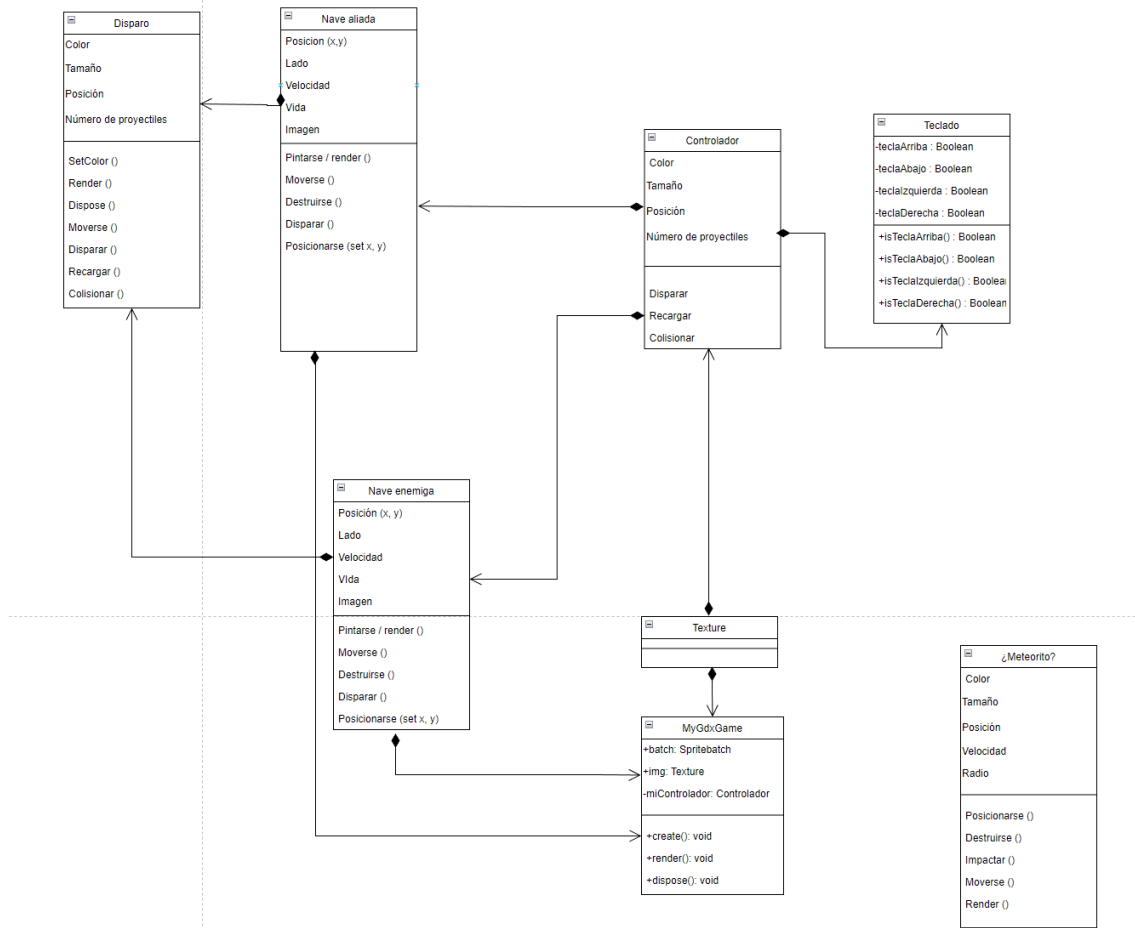 Disparo
Color
Tamaño
Posición
Número de proyectiles
SetColor ()
Render ()
Dispose ()
Moverse ()
Disparar ()
Recargar ()
Colisionar ()
Nave aliada
Posicion (x,y)
Lado
Velocidad
Vida
Imagen
Pintarse / render ()
Moverse ()
Destruirse ()
Disparar ()
Posicionarse (set x, y)
Controlador
Color
Tamaño
Posición
Número de proyectiles
Disparar
Recargar
Colisionar
Teclado
-teclaArriba : Boolean
-teclaAbajo : Boolean
-teclaIzquierda : Boolean
-teclaDerecha : Boolean
+isTeclaArriba() : Boolean
+isTeclaAbajo() : Boolean
+isTeclaIzquierda() : Boolea
+isTeclaDerecha() : Boolean
Nave enemiga
Posición (x, y)
Lado
Velocidad
VIda
Imagen
Pintarse / render ()
Moverse ()
Destruirse ()
Disparar ()
Posicionarse (set x, y)
Texture
MyGdxGame
+batch: Spritebatch
+img: Texture
-miControlador: Controlador
+create(): void
+render(): void
+dispose(): void
¿Meteorito?
Color
Tamaño
Posición
Velocidad
Radio
Posicionarse ()
Destruirse ()
Impactar ()
Moverse ()
Render ()